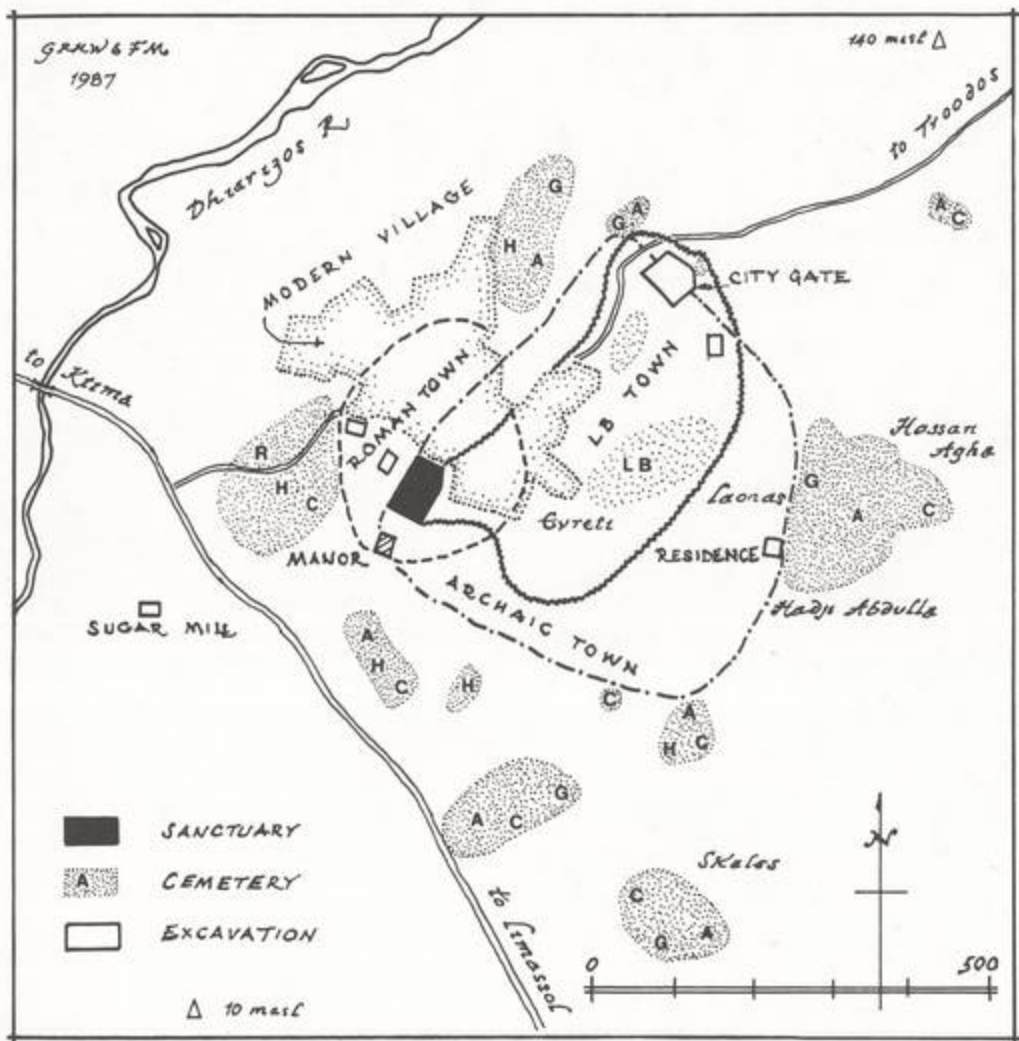 GRHW & FM
1987
140 masl
to Troodos
Dhiarizos R
MODERN VILLAGE
G
H
A
G A
A
C
CITY GATE
to Ktima
ROMAN TOWN
LB TOWN
LB
R
H
C
Evreti
Laonas
Hassan
Agha
G
A
C
MANOR
RESIDENCE
ARCHAIC TOWN
Hadji Abdulla
SUGAR MILL
A
H
C
H
C
A
H C
G
A C
SANCTUARY
A CEMETERY
EXCAVATION
Skales
C
G A
to Limassol
N
0 500
10 masl